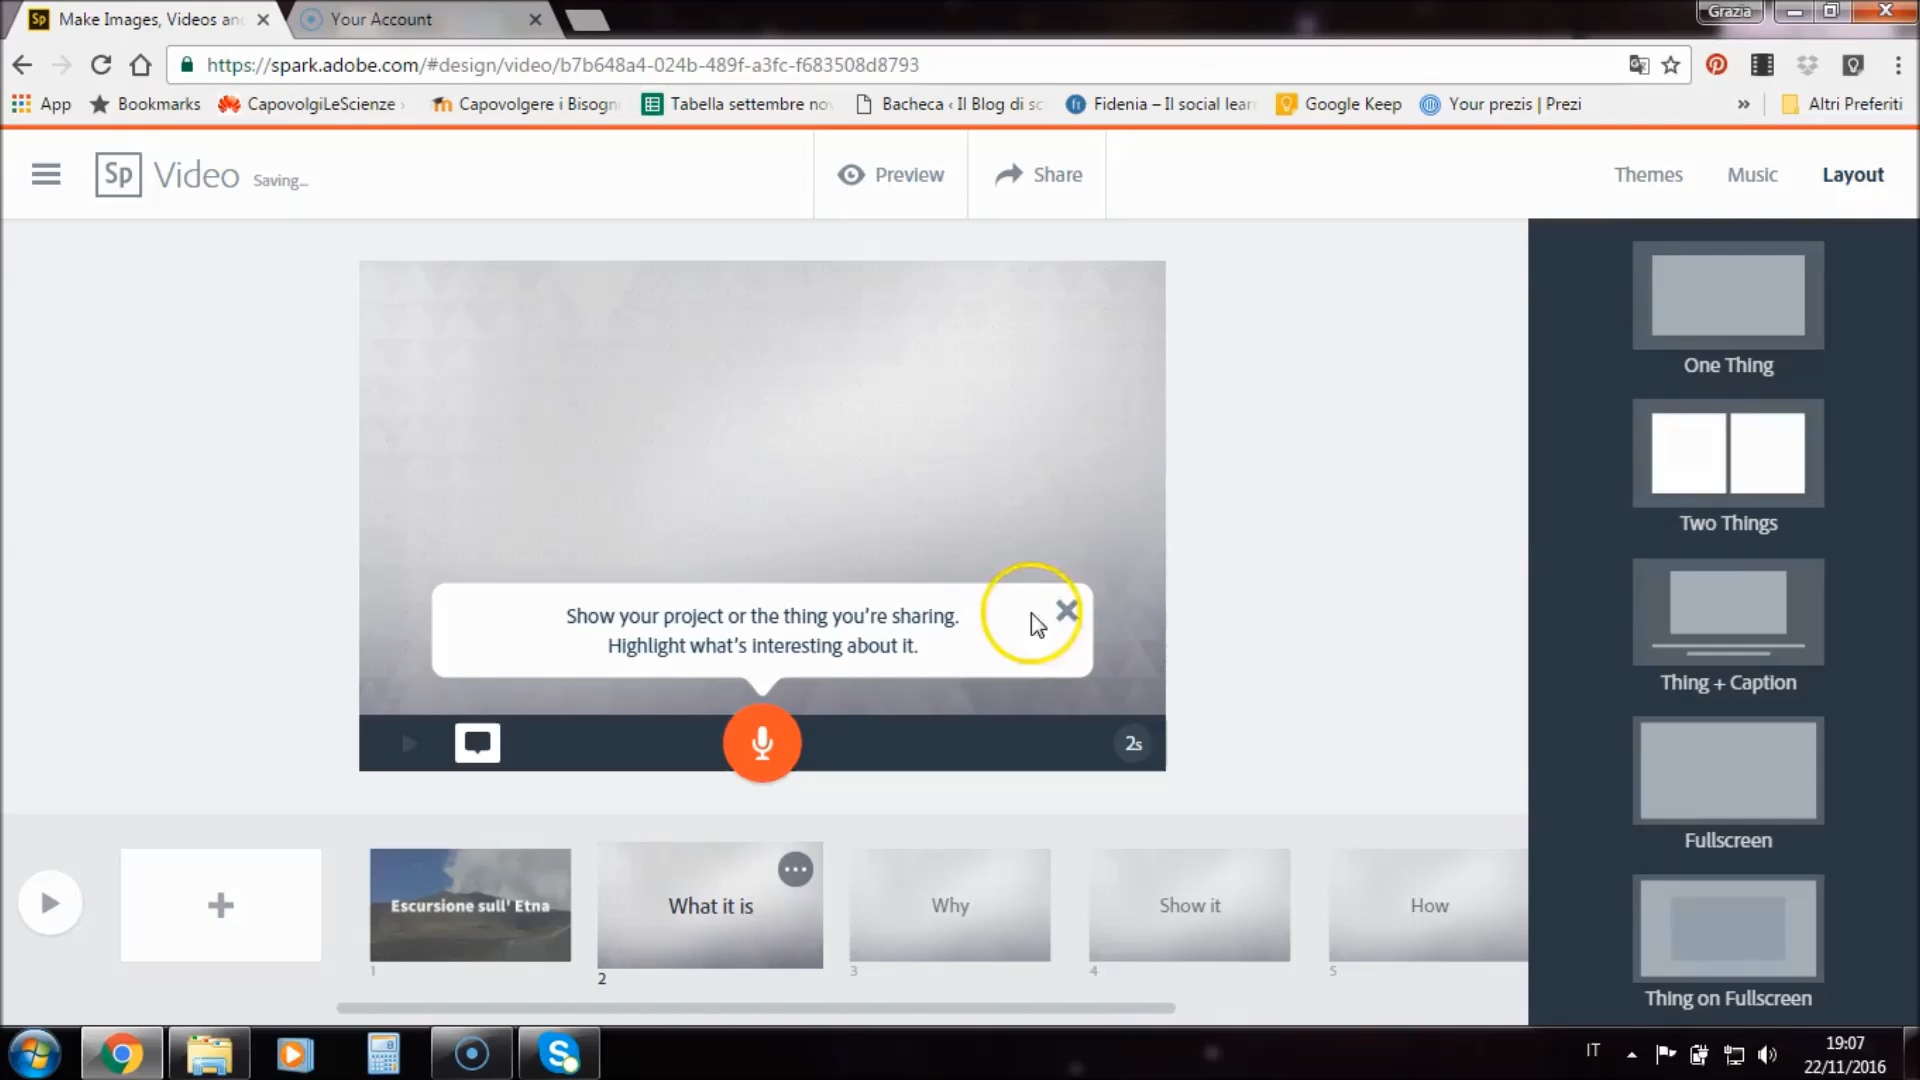 Sp Make Images, Videos an
Your Account
Grazia
https://spark.adobe.com/#design/video/b7b648a4-024b-489f-a3fc-f683508d8793
App
Bookmarks
CapovolgiLeScienze
Capovolgere i Bisogn
Tabella settembre no
Bacheca ‹ Il Blog di sc
ft Fidenia – Il social lear
Google Keep
Your prezis | Prezi
»
Altri Preferiti
Sp Video
Saving...
Preview
Share
Themes
Music
Layout
Show your project or the thing you're sharing.
Highlight what's interesting about it.
2s
One Thing
Two Things
Thing + Caption
Fullscreen
Thing on Fullscreen
Escursione sull' Etna
What it is
Why
Show it
How
1
2
3
4
5
IT
19:07
22/11/2016